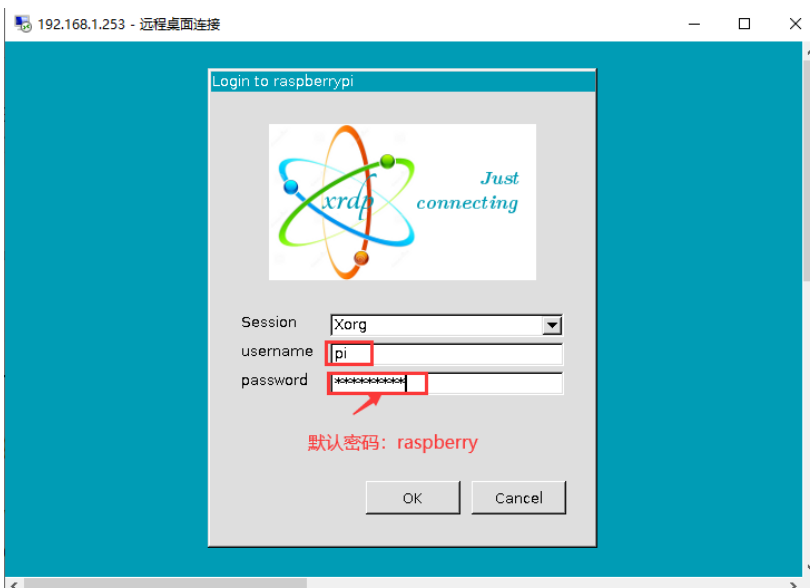 192.168.1.253 - 远程桌面连接
Login to raspberrypi
xrdp
Just
connecting
Session
Xorg
username
pi
password
*********
默认密码：raspberry
OK
Cancel